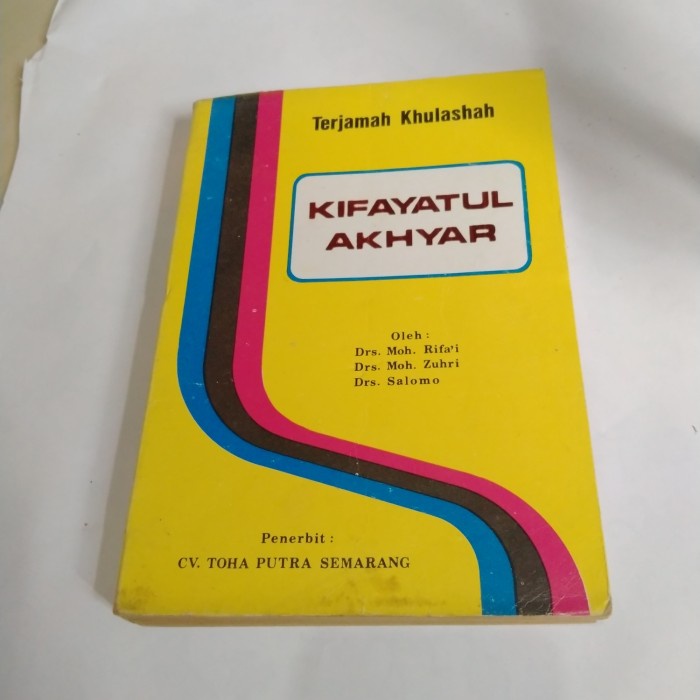 Terjamah Khulashah
KIFAYATUL
AKHYAR
Oleh :
Drs. Moh. Rifa'i
Drs. Moh. Zuhri
Drs. Salomo
Penerbit :
CV. TOHA PUTRA SEMARANG